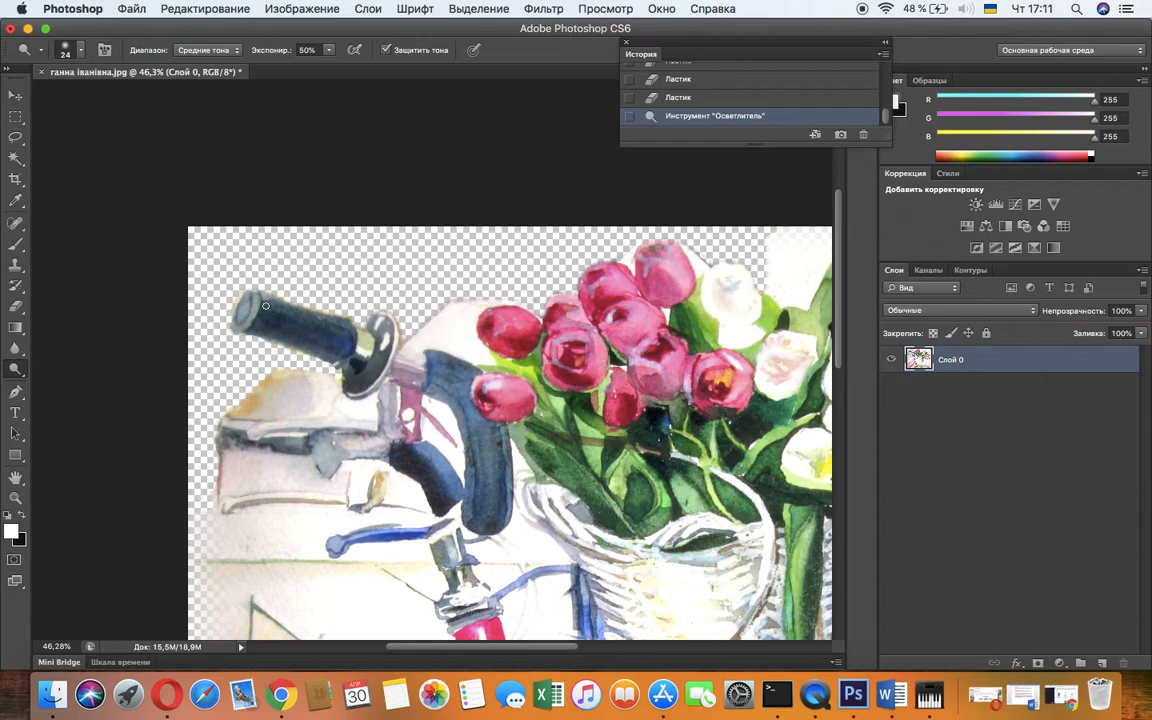 Photoshop Файл Редактирование Изображение Слои Шрифт Выделение Фильтр Просмотр Окно Справка 48 % Чт 17:11
Adobe Photoshop CS6
24 Диапазон: Средние тона Экспонир.: 50% Защитить тона Основная рабочая среда
ганна іванівна.jpg @ 46,3% (Слой 0, RGB/8*) *
История
Ластик
Ластик
Инструмент "Осветлитель"
Образцы
R 255
G 255
B 255
Коррекция Стили
Добавить корректировку
Слои Каналы Контуры
Вид
Обычные Непрозрачность: 100%
Закрепить: Заливка: 100%
Слой 0
46,28% Док: 15,5M/18,9M
Mini Bridge Шкала времени
АПР.
30
Ps
W